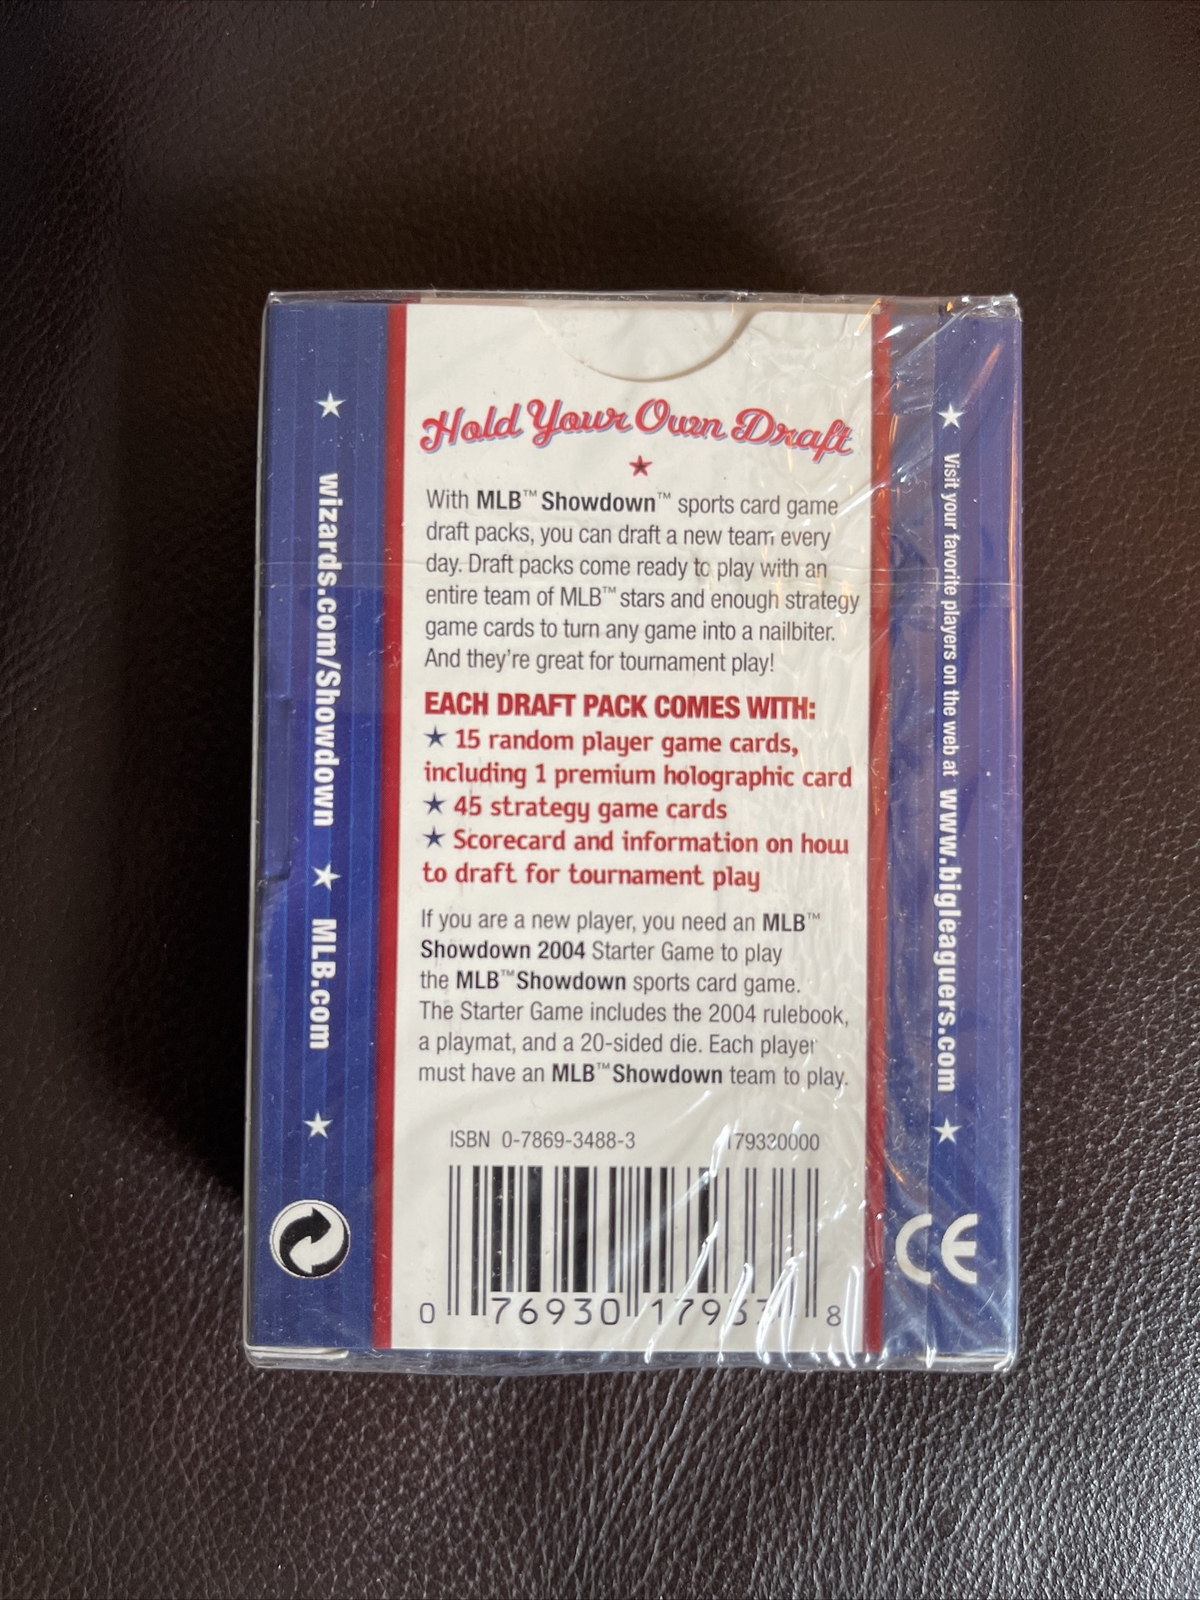 Hold Your Own Draft
With MLB™ Showdown™ sports card game
draft packs, you can draft a new team every
day. Draft packs come ready to play with an
entire team of MLB™ stars and enough strategy
game cards to turn any game into a nailbiter.
And they're great for tournament play!
EACH DRAFT PACK COMES WITH:
★ 15 random player game cards,
including 1 premium holographic card
★ 45 strategy game cards
★ Scorecard and information on how
to draft for tournament play
If you are a new player, you need an MLB™
Showdown 2004 Starter Game to play
the MLB™ Showdown sports card game.
The Starter Game includes the 2004 rulebook,
a playmat, and a 20-sided die. Each player
must have an MLB™ Showdown team to play.
ISBN 0-7869-3488-3 179330000
0 76930 8
★ wizards.com/Showdown ★ MLB.com ★
★ Visit your favorite players on the web at www.bigleaguers.com ★
CE